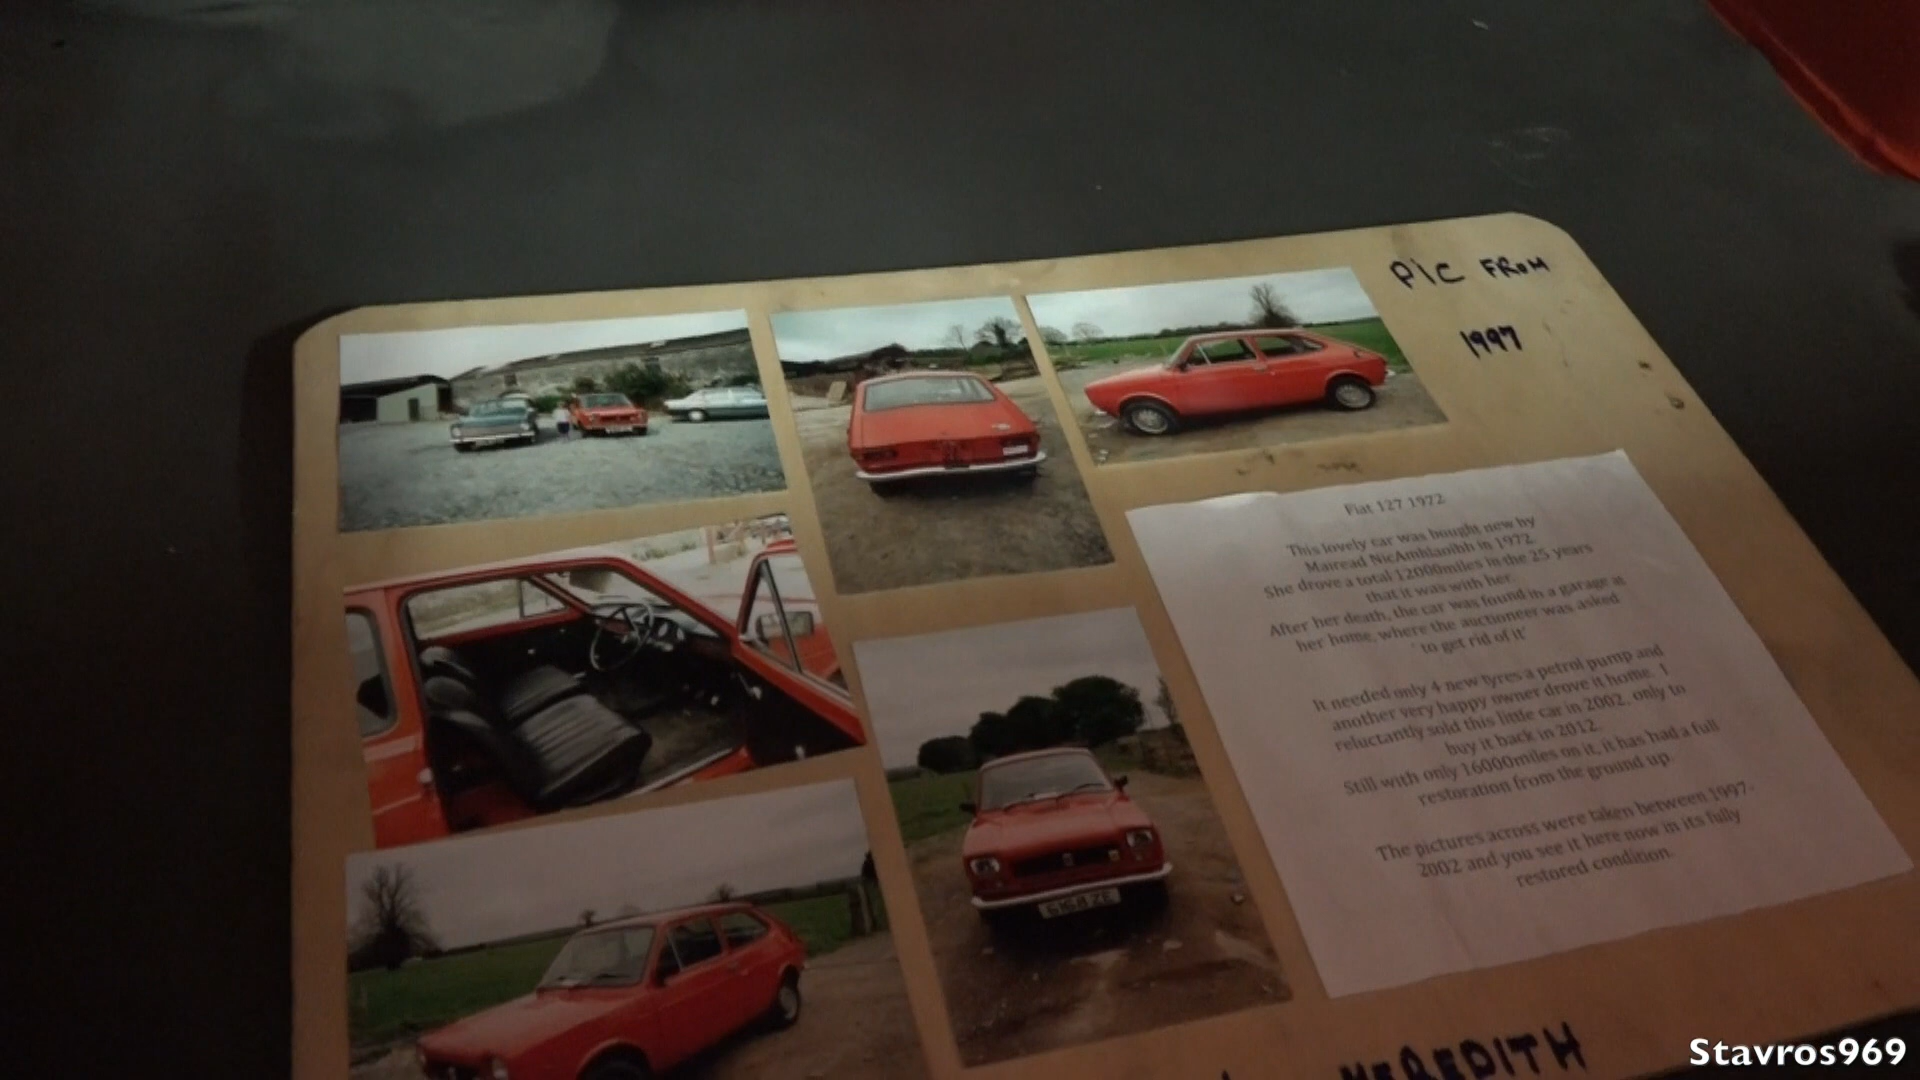 PIC FROM
1997
Fiat 127 1972
This lovely car was bought new by
Mairead NicAmhlaoibh in 1972.
She drove a total 12000miles in the 25 years
that it was with her.
After her death, the car was found in a garage at
her home, where the auctioneer was asked
' to get rid of it'
It needed only 4 new tyres a petrol pump and
another very happy owner drove it home. I
reluctantly sold this little car in 2002, only to
buy it back in 2012.
Still with only 16000miles on it, it has had a full
restoration from the ground up.
The pictures across were taken between 1997-
2002 and you see it here now in its fully
restored condition.
MEREDITH
Stavros969